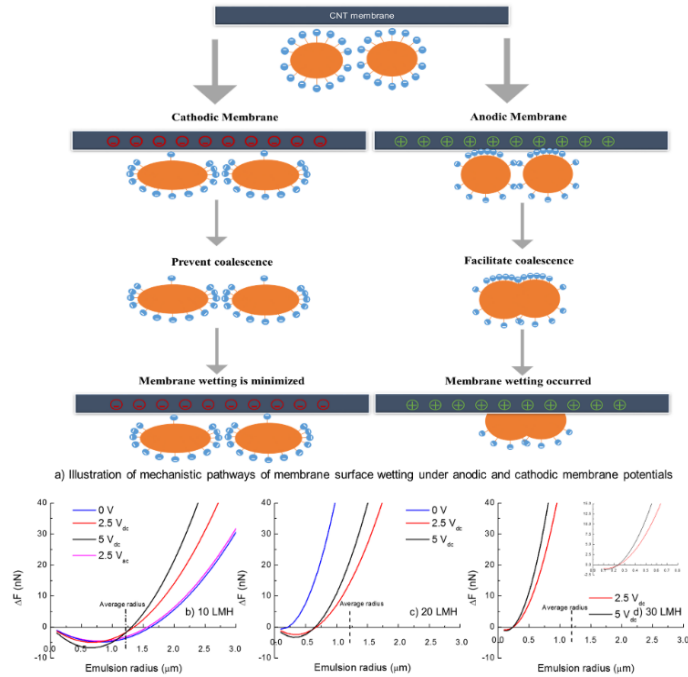 CNT membrane
Cathodic Membrane
Anodic Membrane
Prevent coalescence
Facilitate coalescence
Membrane wetting is minimized
Membrane wetting occurred
a) Illustration of mechanistic pathways of membrane surface wetting under anodic and cathodic membrane potentials
40
30
20
10
0
-10
ΔF (nN)
0 V
2.5 Vdc
5 Vdc
2.5 Vac
Average radius
b) 10 LMH
0.0 0.5 1.0 1.5 2.0 2.5 3.0
Emulsion radius (μm)
40
30
20
10
0
-10
ΔF (nN)
0 V
2.5 Vdc
5 Vdc
Average radius
c) 20 LMH
0.0 0.5 1.0 1.5 2.0 2.5 3.0
Emulsion radius (μm)
40
30
20
10
0
-10
ΔF (nN)
Average radius
2.5 Vdc
5 Vdc
d) 30 LMH
0.0 0.5 1.0 1.5 2.0 2.5 3.0
Emulsion radius (μm)